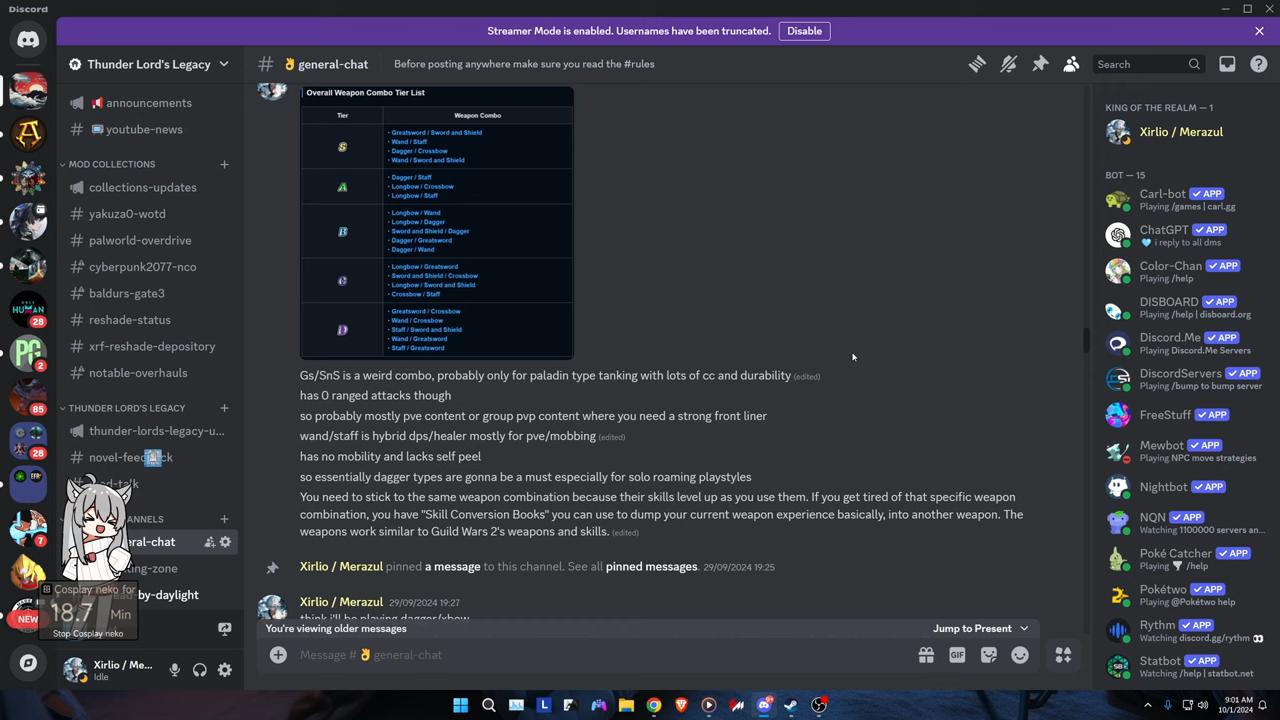 Discord
Streamer Mode is enabled. Usernames have been truncated. Disable
Thunder Lord's Legacy
announcements
youtube-news
MOD COLLECTIONS
collections-updates
yakuza0-wotd
palworld-overdrive
cyberpunk2077-nco
baldurs-gate3
reshade-status
xrf-reshade-depository
notable-overhauls
THUNDER LORD'S LEGACY
thunder-lords-legacy-u...
28
2
85
28
7
NEW
Cosplay neko for
18.7 Min
Stop Cosplay neko
Xirlio / Me...
Idle
# general-chat
Before posting anywhere make sure you read the #rules
Search
Overall Weapon Combo Tier List
Tier Weapon Combo
S
· Greatsword / Sword and Shield
· Wand / Staff
· Dagger / Crossbow
· Wand / Sword and Shield
A
· Dagger / Staff
· Longbow / Crossbow
· Longbow / Staff
B
· Longbow / Wand
· Longbow / Dagger
· Sword and Shield / Dagger
· Dagger / Greatsword
· Dagger / Wand
C
· Longbow / Greatsword
· Sword and Shield / Crossbow
· Longbow / Sword and Shield
· Crossbow / Staff
D
· Greatsword / Crossbow
· Wand / Crossbow
· Staff / Sword and Shield
· Wand / Greatsword
· Staff / Greatsword
Gs/SnS is a weird combo, probably only for paladin type tanking with lots of cc and durability (edited)
has 0 ranged attacks though
so probably mostly pve content or group pvp content where you need a strong front liner
wand/staff is hybrid dps/healer mostly for pve/mobbing (edited)
has no mobility and lacks self peel
so essentially dagger types are gonna be a must especially for solo roaming playstyles
You need to stick to the same weapon combination because their skills level up as you use them. If you get tired of that specific weapon
combination, you have "Skill Conversion Books" you can use to dump your current weapon experience basically, into another weapon. The
weapons work similar to Guild Wars 2's weapons and skills. (edited)
Xirlio / Merazul pinned a message to this channel. See all pinned messages. 29/09/2024 19:25
Xirlio / Merazul 29/09/2024 19:27
think i'll be playing dagger/xbow
You're viewing older messages
Jump to Present
Message # general-chat
GIF
KING OF THE REALM — 1
Xirlio / Merazul
BOT — 15
Carl-bot APP
Playing /games | carl.gg
ChatGPT APP
i reply to all dms
Color-Chan APP
Playing /help
DISBOARD APP
Playing /help | disboard.org
Discord.Me APP
Playing Discord.Me Servers
DiscordServers APP
Playing /bump to bump server
FreeStuff APP
Mewbot APP
Playing NPC move strategies
Nightbot APP
NQN APP
Watching 1100000 servers an...
Poké Catcher APP
Playing /help
Pokétwo APP
Playing @Pokétwo help
Rythm APP
Watching discord.gg/rythm
Statbot APP
Watching /help | statbot.net
9:01 AM
10/1/2024